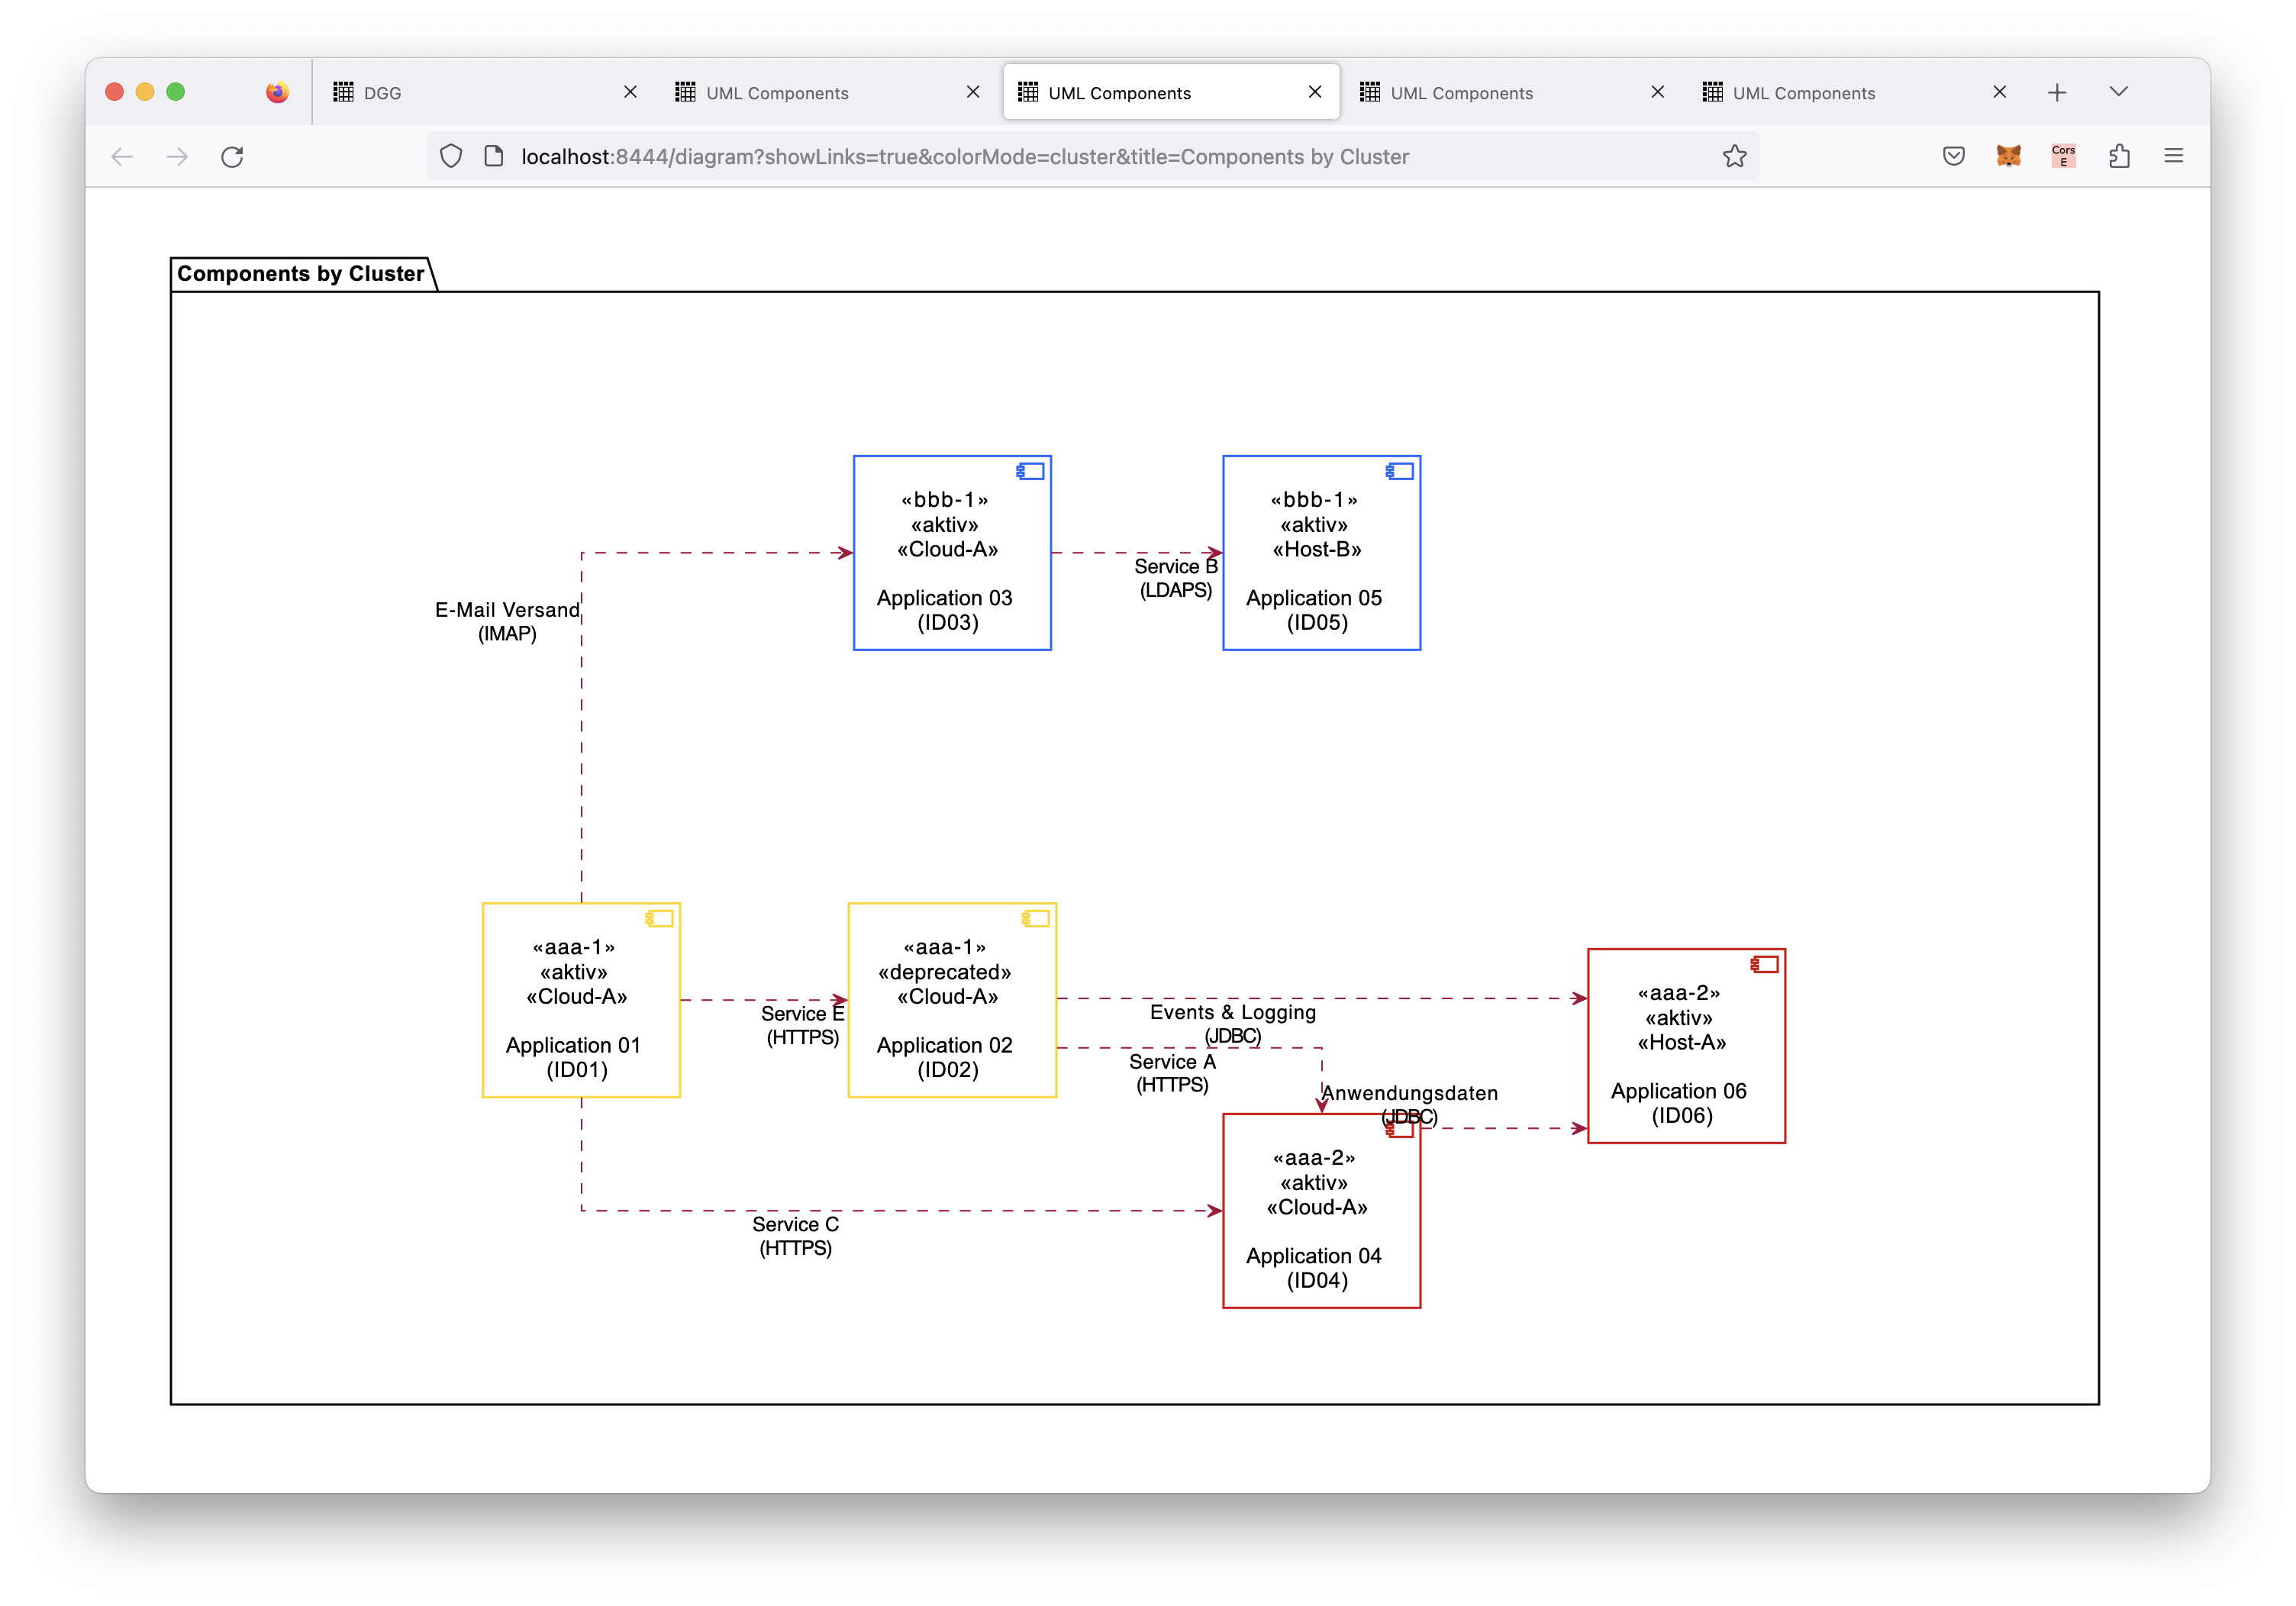 DGG
UML Components
UML Components
UML Components
UML Components
localhost:8444/diagram?showLinks=true&colorMode=cluster&title=Components by Cluster
Cors
E
Components by Cluster
«bbb-1»
«aktiv»
«Cloud-A»
Application 03
(ID03)
Service B
(LDAPS)
«bbb-1»
«aktiv»
«Host-B»
Application 05
(ID05)
E-Mail Versand
(IMAP)
«aaa-1»
«aktiv»
«Cloud-A»
Application 01
(ID01)
Service E
(HTTPS)
«aaa-1»
«deprecated»
«Cloud-A»
Application 02
(ID02)
Events & Logging
(JDBC)
Service A
(HTTPS)
Anwendungsdaten
(JDBC)
«aaa-2»
«aktiv»
«Host-A»
Application 06
(ID06)
Service C
(HTTPS)
«aaa-2»
«aktiv»
«Cloud-A»
Application 04
(ID04)